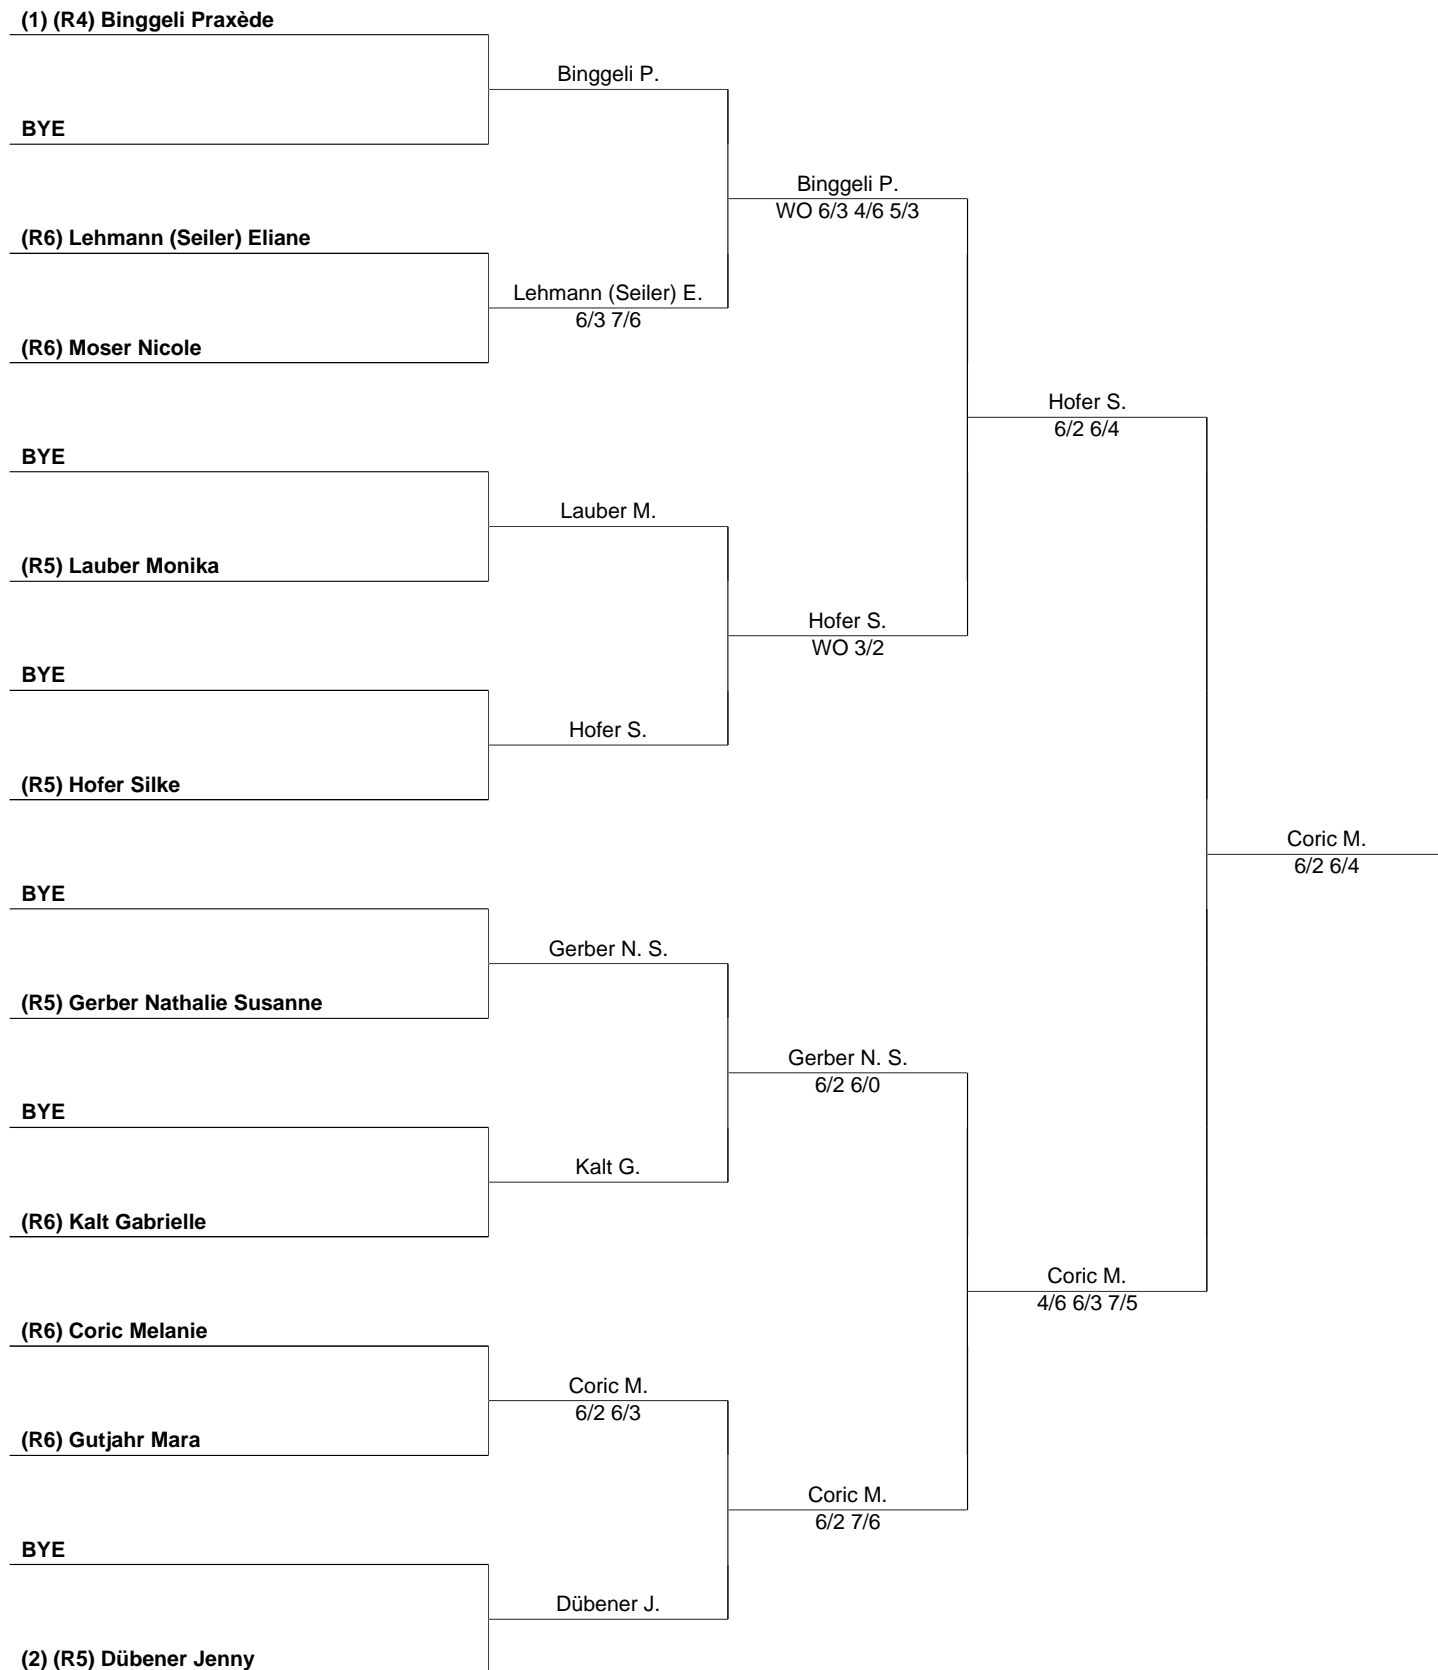 (1) (R4) Binggeli Praxède
Binggeli P.
BYE
Binggeli P.
WO 6/3 4/6 5/3
(R6) Lehmann (Seiler) Eliane
Lehmann (Seiler) E.
6/3 7/6
(R6) Moser Nicole
Hofer S.
6/2 6/4
BYE
Lauber M.
(R5) Lauber Monika
Hofer S.
WO 3/2
BYE
Hofer S.
(R5) Hofer Silke
Coric M.
6/2 6/4
BYE
Gerber N. S.
(R5) Gerber Nathalie Susanne
Gerber N. S.
6/2 6/0
BYE
Kalt G.
(R6) Kalt Gabrielle
Coric M.
4/6 6/3 7/5
(R6) Coric Melanie
Coric M.
6/2 6/3
(R6) Gutjahr Mara
Coric M.
6/2 7/6
BYE
Dübener J.
(2) (R5) Dübener Jenny